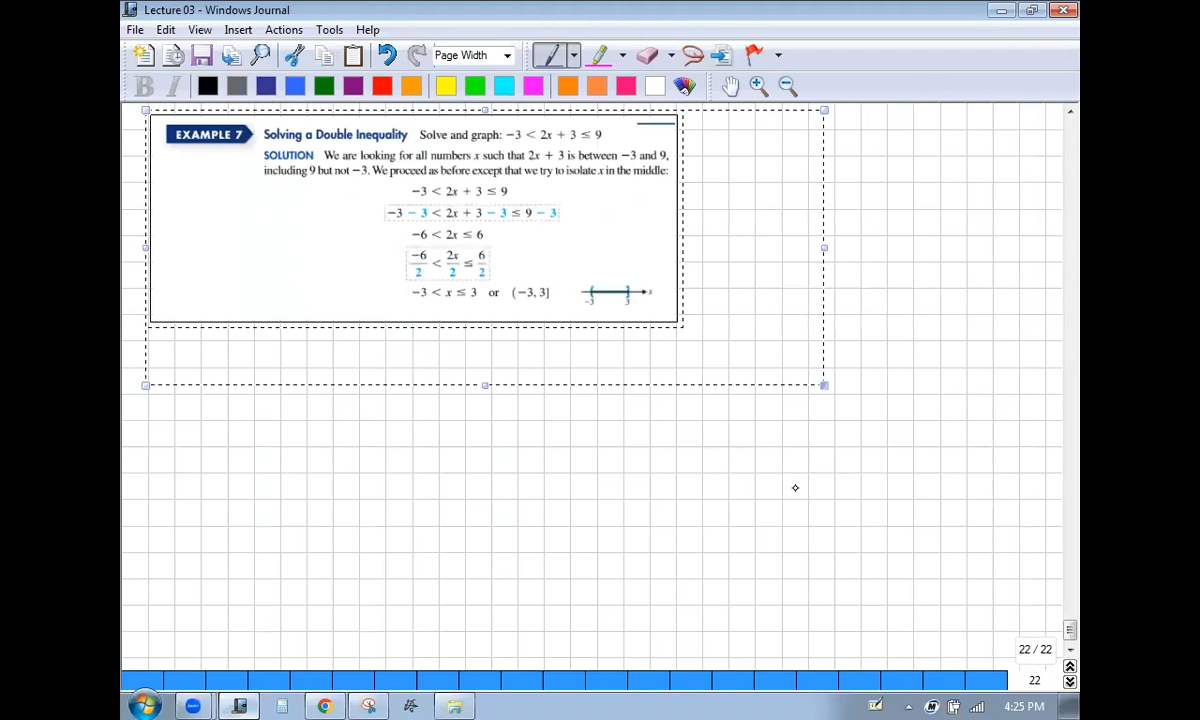 Lecture 03 - Windows Journal
File Edit View Insert Actions Tools Help
Page Width
B I
EXAMPLE 7 Solving a Double Inequality Solve and graph: −3 < 2x + 3 ≤ 9
SOLUTION We are looking for all numbers x such that 2x + 3 is between −3 and 9,
including 9 but not −3. We proceed as before except that we try to isolate x in the middle:
−3 < 2x + 3 ≤ 9
−3 − 3 < 2x + 3 − 3 ≤ 9 − 3
−6 < 2x ≤ 6
−6/2 < 2x/2 ≤ 6/2
−3 < x ≤ 3 or (−3, 3]
( ] x
−3 3
22 / 22
22
4:25 PM